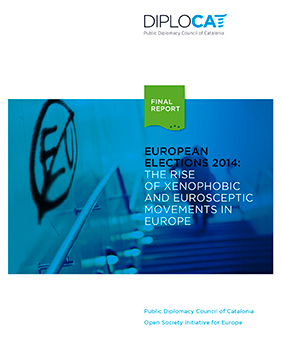 DIPLOCAT
Public Diplomacy Council of Catalonia
FINAL
REPORT
EUROPEAN
ELECTIONS 2014:
THE RISE
OF XENOPHOBIC
AND EUROSCEPTIC
MOVEMENTS IN
EUROPE
Public Diplomacy Council of Catalonia
Open Society Initiative for Europe